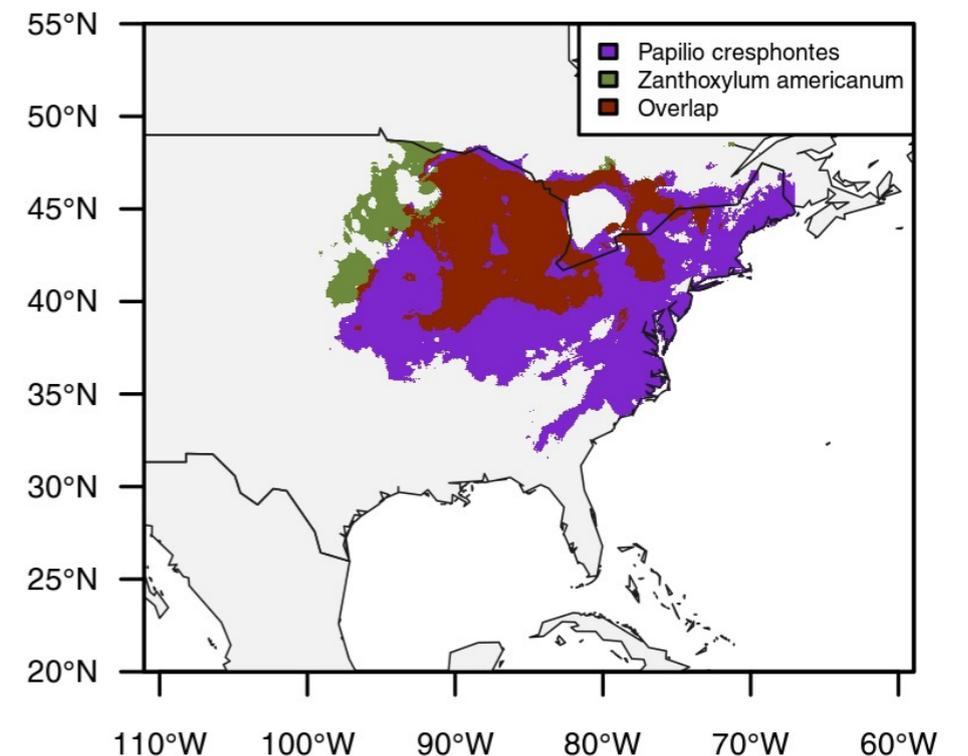 55°N
50°N
45°N
40°N
35°N
30°N
25°N
20°N
Papilio cresphontes
Zanthoxylum americanum
Overlap
110°W 100°W 90°W 80°W 70°W 60°W